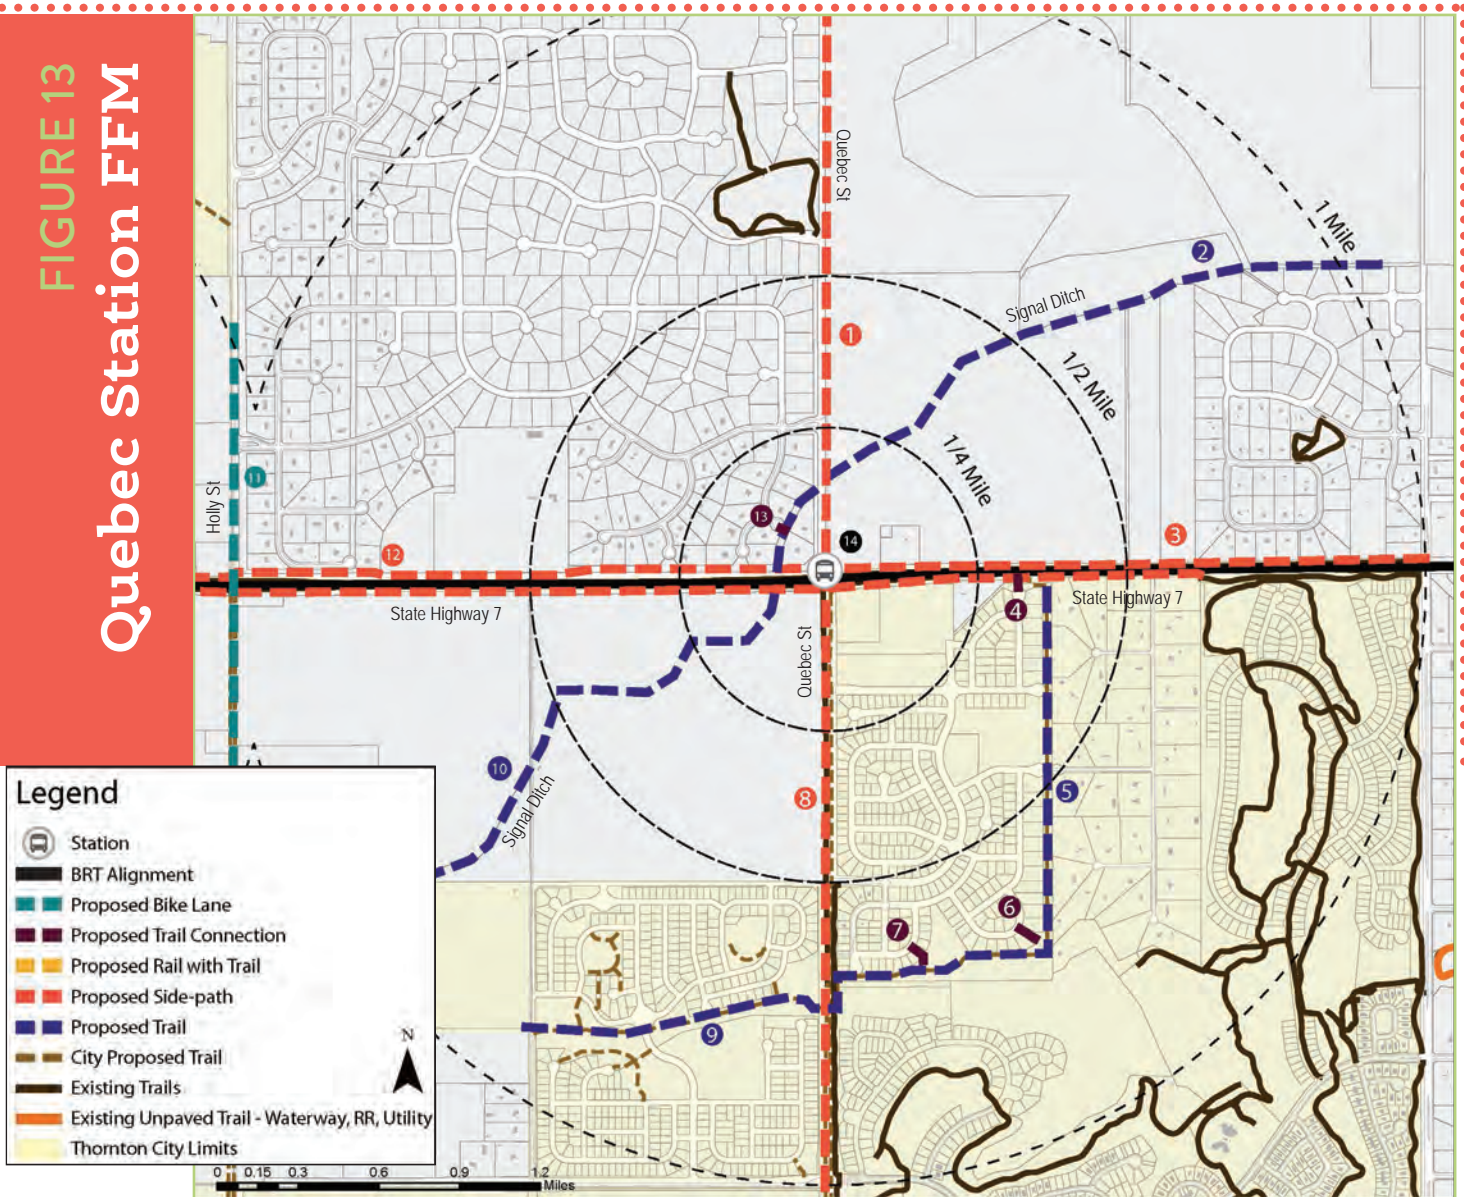 FIGURE 13
Quebec Station FFM
Quebec St
1 Mile
2
Signal Ditch
1
1/2 Mile
1/4 Mile
11
Holly St
13
14
3
12
State Highway 7
4
State Highway 7
Quebec St
10
Signal Ditch
8
5
6
7
9
Legend
Station
BRT Alignment
Proposed Bike Lane
Proposed Trail Connection
Proposed Rail with Trail
Proposed Side-path
Proposed Trail
City Proposed Trail
Existing Trails
Existing Unpaved Trail - Waterway, RR, Utility
Thornton City Limits
N
0 0.15 0.3 0.6 0.9 1.2
Miles